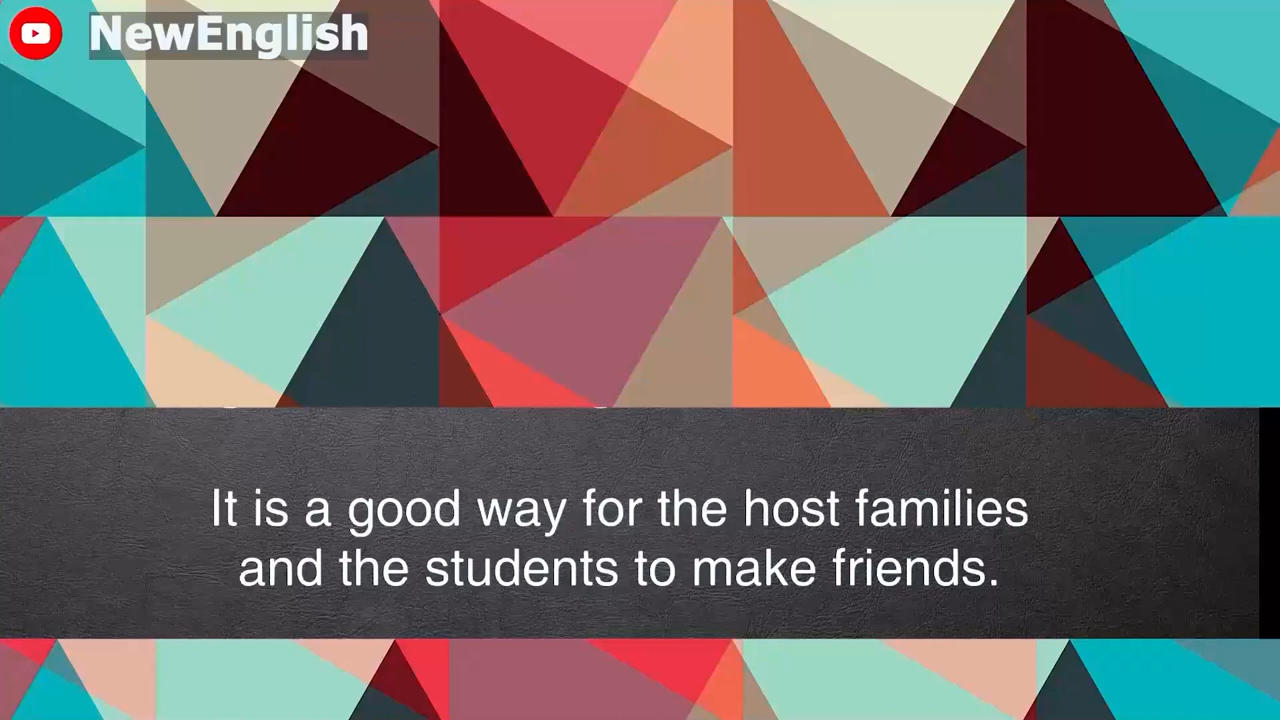 NewEnglish
It is a good way for the host families
and the students to make friends.